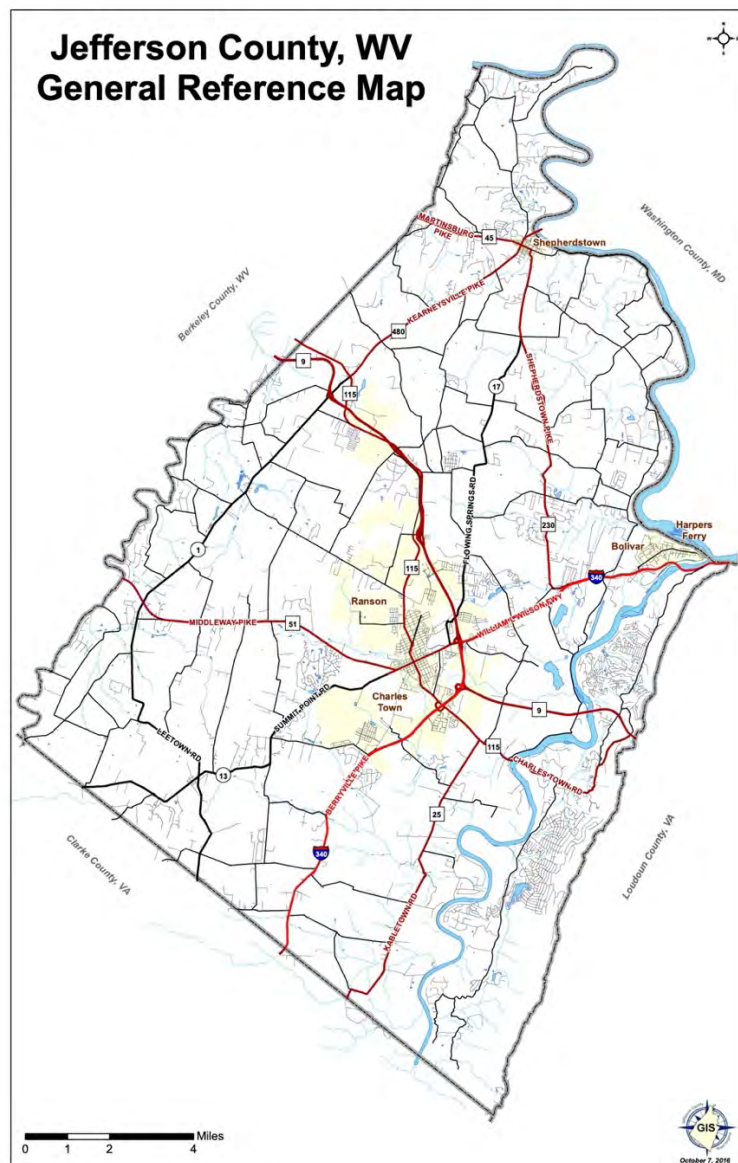 Jefferson County, WV
General Reference Map
Washington County, MD
MARTINSBURG
PIKE
45
Shepherdstown
Berkeley County, WV
KEARNEYSVILLE PIKE
480
9
115
17
SHEPHERDSTOWN PIKE
FLOWING SPRINGS RD
230
Harpers
Ferry
Bolivar
1
115
340
Ranson
WILLIAM L WILSON FWY
MIDDLEWAY PIKE
51
SUMMIT POINT RD
Charles
Town
9
LEETOWN RD
115
CHARLES TOWN RD
13
BERRYVILLE PIKE
25
340
KABLETOWN RD
Clarke County, VA
Loudoun County, VA
Miles
0 1 2 4
GIS
October 7, 2016